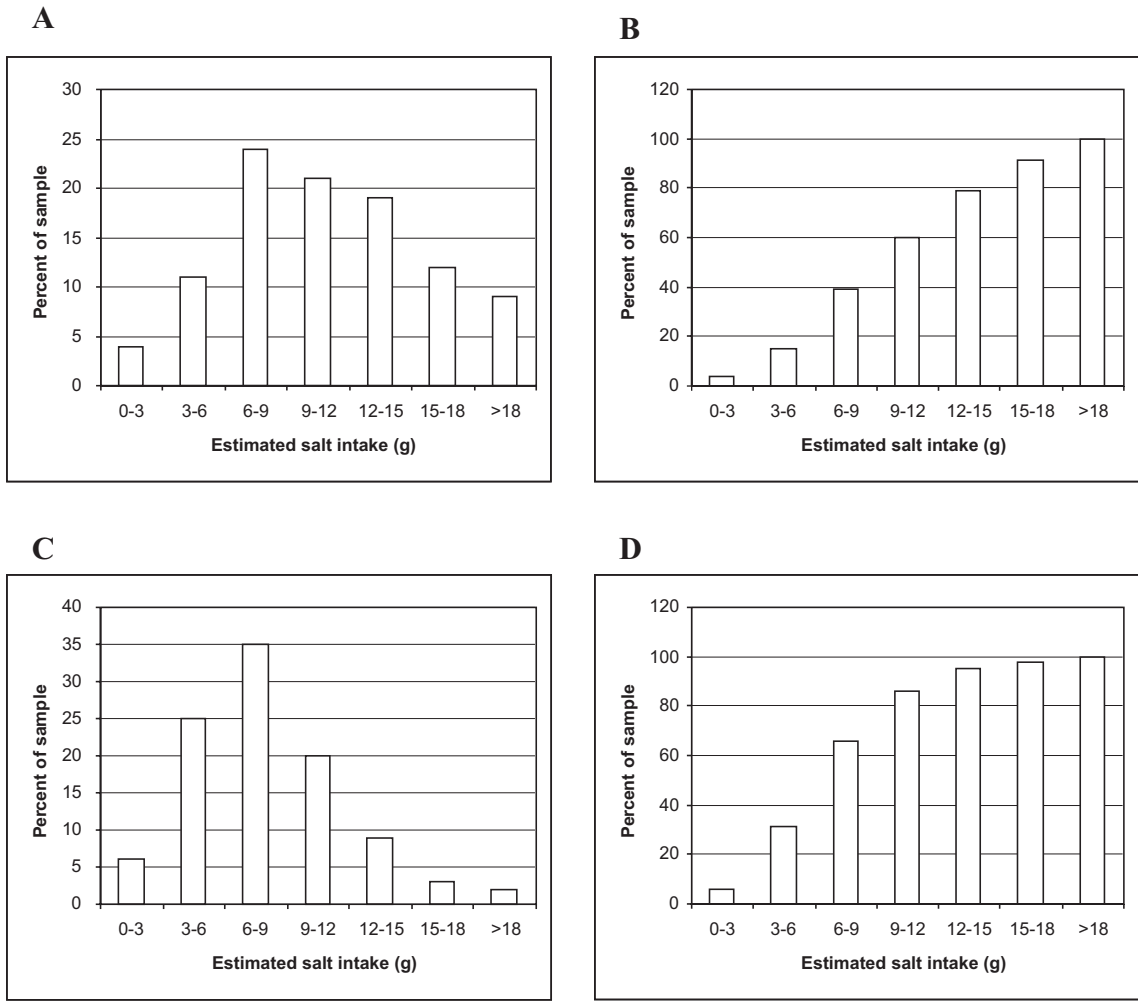 A
Percent of sample
30
25
20
15
10
5
0
0-3 3-6 6-9 9-12 12-15 15-18 >18
Estimated salt intake (g)
B
Percent of sample
120
100
80
60
40
20
0
0-3 3-6 6-9 9-12 12-15 15-18 >18
Estimated salt intake (g)
C
Percent of sample
40
35
30
25
20
15
10
5
0
0-3 3-6 6-9 9-12 12-15 15-18 >18
Estimated salt intake (g)
D
Percent of sample
120
100
80
60
40
20
0
0-3 3-6 6-9 9-12 12-15 15-18 >18
Estimated salt intake (g)